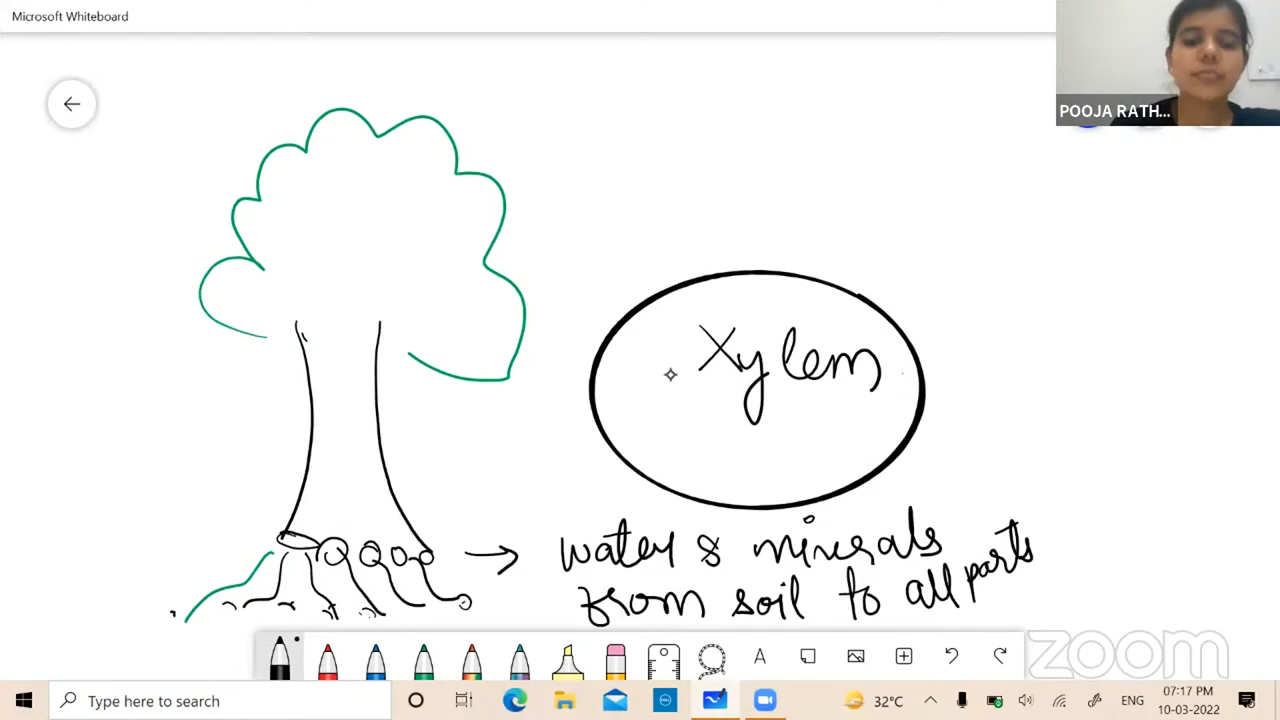 Microsoft Whiteboard
POOJA RATH...
Xylem
water & minerals
from soil to all parts
zoom
A
Type here to search
32°C
ENG
07:17 PM
10-03-2022